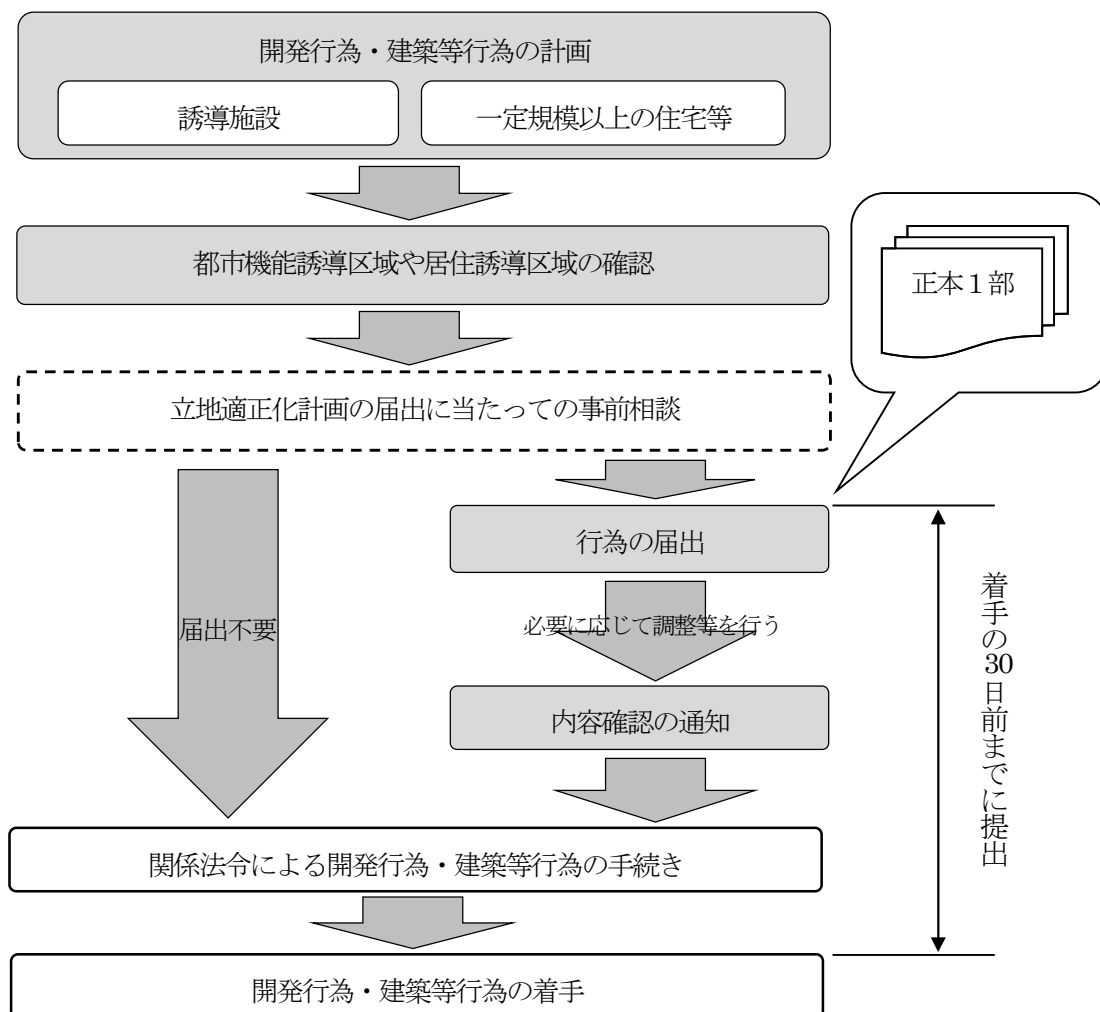 開発行為・建築等行為の計画
誘導施設
一定規模以上の住宅等
都市機能誘導区域や居住誘導区域の確認
正本１部
立地適正化計画の届出に当たっての事前相談
行為の届出
届出不要
必要に応じて調整等を行う
着手の30日前までに提出
内容確認の通知
関係法令による開発行為・建築等行為の手続き
開発行為・建築等行為の着手